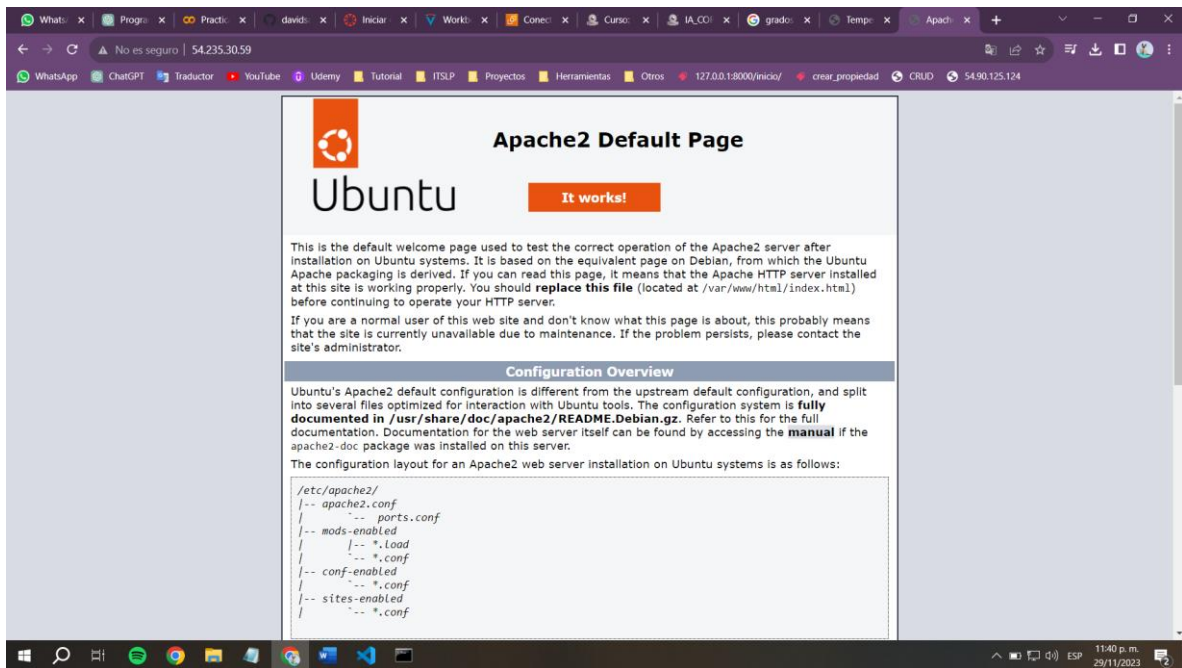 Whats/ Progra Practic davids Iniciar Workb Conect Curso: IA_CO grados Tempe Apach
No es seguro | 54.235.30.59
WhatsApp ChatGPT Traductor YouTube Udemy Tutorial ITSLP Proyectos Herramientas Otros 127.0.0.1:8000/inicio/ crear_propiedad CRUD 54.90.125.124
Apache2 Default Page
Ubuntu
It works!
This is the default welcome page used to test the correct operation of the Apache2 server after
installation on Ubuntu systems. It is based on the equivalent page on Debian, from which the Ubuntu
Apache packaging is derived. If you can read this page, it means that the Apache HTTP server installed
at this site is working properly. You should replace this file (located at /var/www/html/index.html)
before continuing to operate your HTTP server.
If you are a normal user of this web site and don't know what this page is about, this probably means
that the site is currently unavailable due to maintenance. If the problem persists, please contact the
site's administrator.
Configuration Overview
Ubuntu's Apache2 default configuration is different from the upstream default configuration, and split
into several files optimized for interaction with Ubuntu tools. The configuration system is fully
documented in /usr/share/doc/apache2/README.Debian.gz. Refer to this for the full
documentation. Documentation for the web server itself can be found by accessing the manual if the
apache2-doc package was installed on this server.
The configuration layout for an Apache2 web server installation on Ubuntu systems is as follows:
/etc/apache2/
|-- apache2.conf
|       `--  ports.conf
|-- mods-enabled
|       |-- *.load
|       `-- *.conf
|-- conf-enabled
|       `-- *.conf
|-- sites-enabled
|       `-- *.conf
ESP
11:40 p. m.
29/11/2023
2